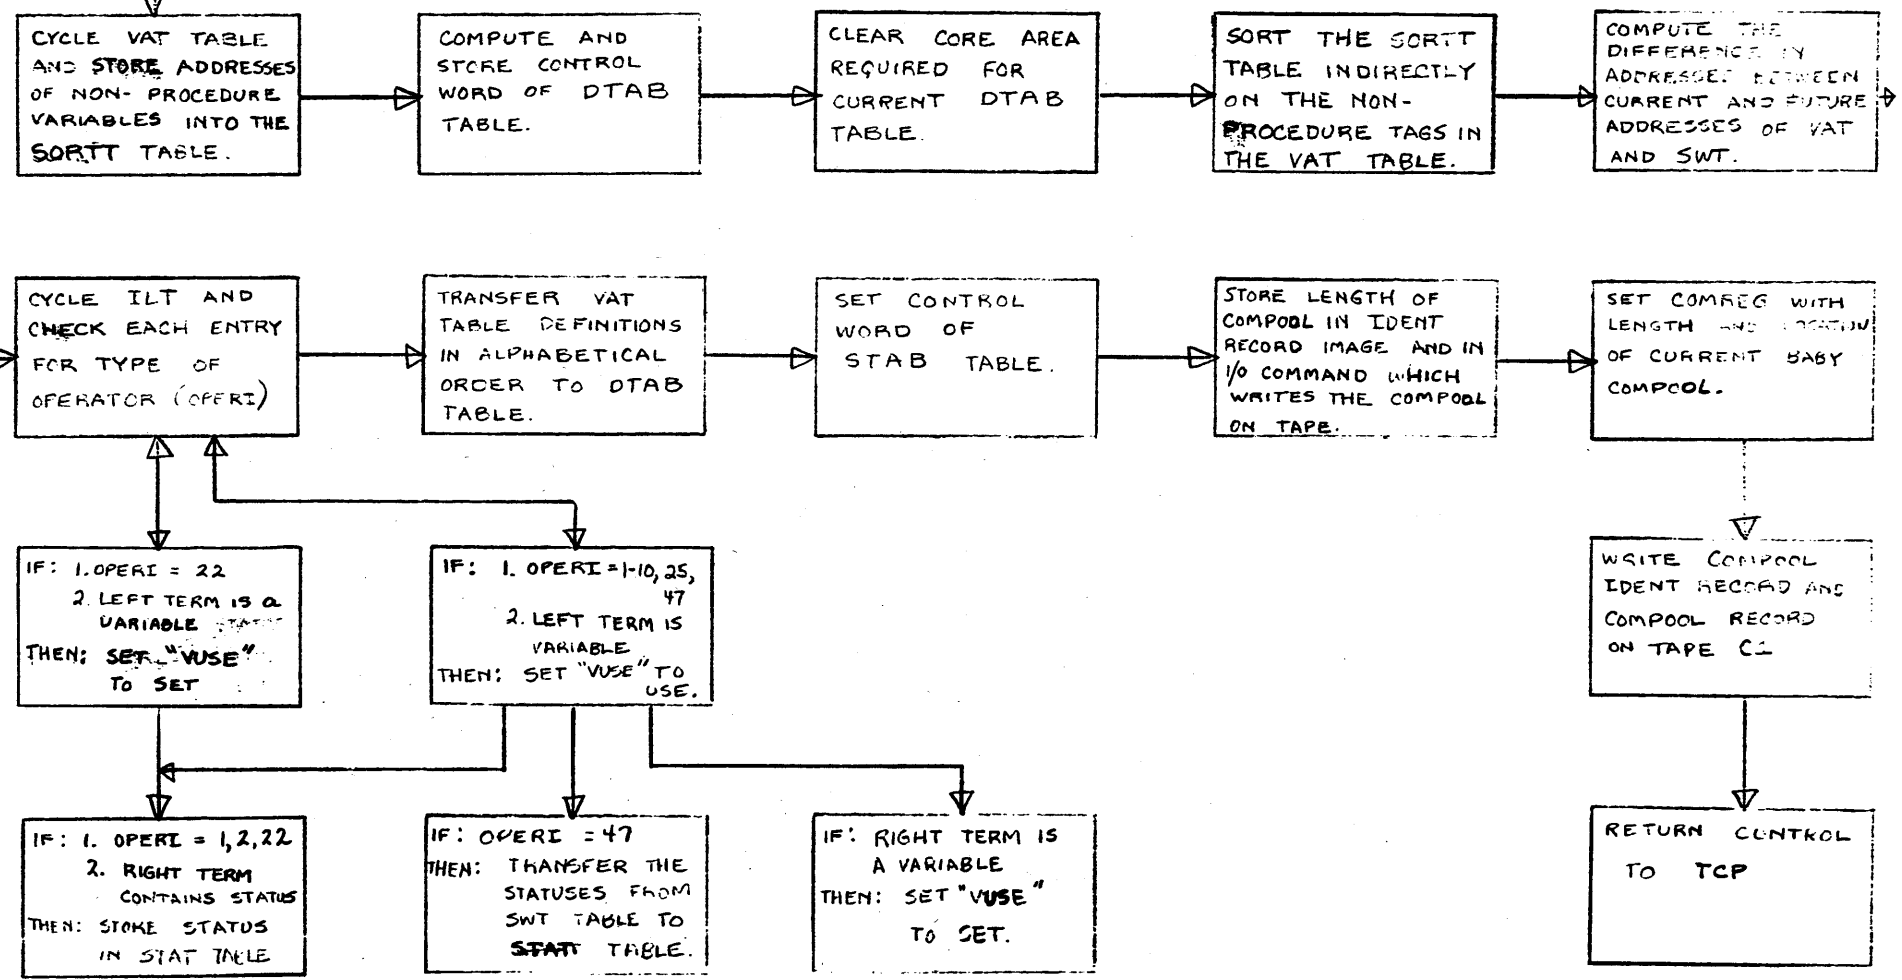 CYCLE VAT TABLE
AND STORE ADDRESSES
OF NON-PROCEDURE
VARIABLES INTO THE
SORTT TABLE.
COMPUTE AND
STORE CONTROL
WORD OF DTAB
TABLE.
CLEAR CORE AREA
REQUIRED FOR
CURRENT DTAB
TABLE.
SORT THE SORTT
TABLE INDIRECTLY
ON THE NON-
PROCEDURE TAGS IN
THE VAT TABLE.
COMPUTE THE
DIFFERENCE IN
ADDRESSES BETWEEN
CURRENT AND FUTURE
ADDRESSES OF VAT
AND SWT.
CYCLE ILT AND
CHECK EACH ENTRY
FOR TYPE OF
OPERATOR (OPERI)
TRANSFER VAT
TABLE DEFINITIONS
IN ALPHABETICAL
ORDER TO DTAB
TABLE.
SET CONTROL
WORD OF
STAB TABLE.
STORE LENGTH OF
COMPOOL IN IDENT
RECORD IMAGE AND IN
I/O COMMAND WHICH
WRITES THE COMPOOL
ON TAPE.
SET COMREG WITH
LENGTH AND LOCATION
OF CURRENT BABY
COMPOOL.
IF: 1. OPERI = 22
2. LEFT TERM IS a
VARIABLE
THEN: SET "VUSE"
TO SET
IF: 1. OPERI = 1-10, 25,
47
2. LEFT TERM IS
VARIABLE
THEN: SET "VUSE" TO
USE.
WRITE COMPOOL
IDENT RECORD AND
COMPOOL RECORD
ON TAPE C1
IF: 1. OPERI = 1, 2, 22
2. RIGHT TERM
CONTAINS STATUS
THEN: STORE STATUS
IN STAT TABLE
IF: OPERI = 47
THEN: TRANSFER THE
STATUSES FROM
SWT TABLE TO
STAT TABLE.
IF: RIGHT TERM IS
A VARIABLE
THEN: SET "VUSE"
TO SET.
RETURN CONTROL
TO TCP